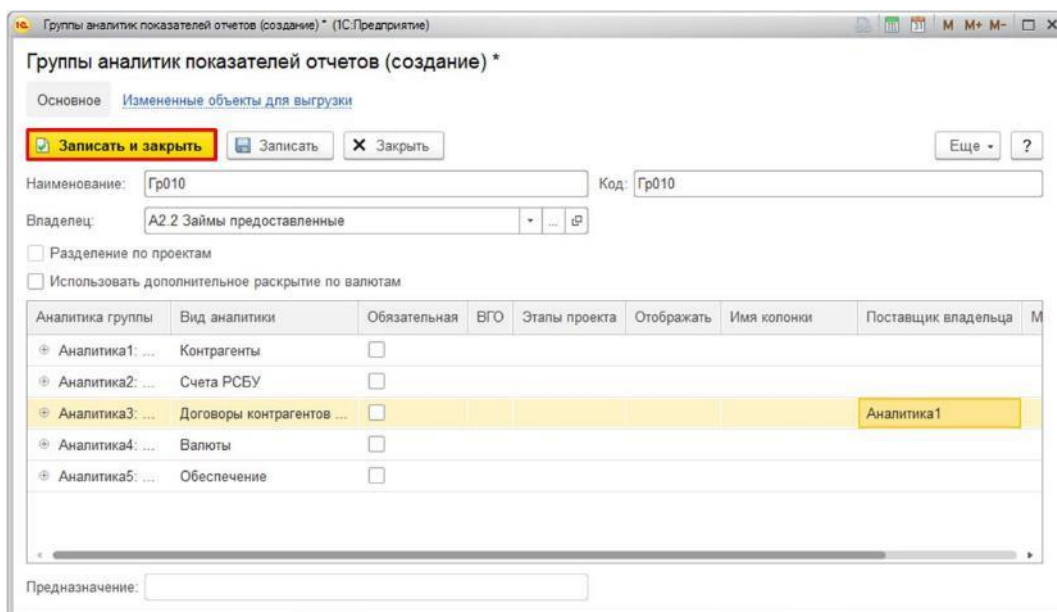 Группы аналитик показателей отчетов (создание) * (1С:Предприятие) M M+ M-
Группы аналитик показателей отчетов (создание) *
Основное Измененные объекты для выгрузки
Записать и закрыть Записать Закрыть Еще ?
Наименование: Гр010 Код: Гр010
Владелец: А2.2 Займы предоставленные ...
Разделение по проектам
Использовать дополнительное раскрытие по валютам
Аналитика группы Вид аналитики Обязательная ВГО Этапы проекта Отображать Имя колонки Поставщик владельца М
Аналитика1: ... Контрагенты
Аналитика2: ... Счета РСБУ
Аналитика3: ... Договоры контрагентов ... Аналитика1
Аналитика4: ... Валюты
Аналитика5: ... Обеспечение
Предназначение: